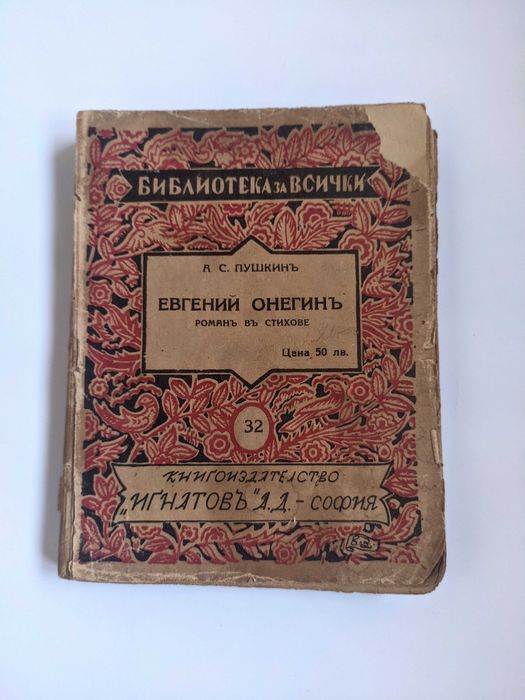 БИБЛИОТЕКА ЗА ВСИЧКИ
А. С. ПУШКИНЪ
ЕВГЕНИЙ ОНЕГИНЪ
РОМАНЪ ВЪ СТИХОВЕ
Цена 50 лв.
32
КНИГОИЗДАТЕЛСТВО
„ИГНАТОВЪ“ А.Д. – СОФИЯ